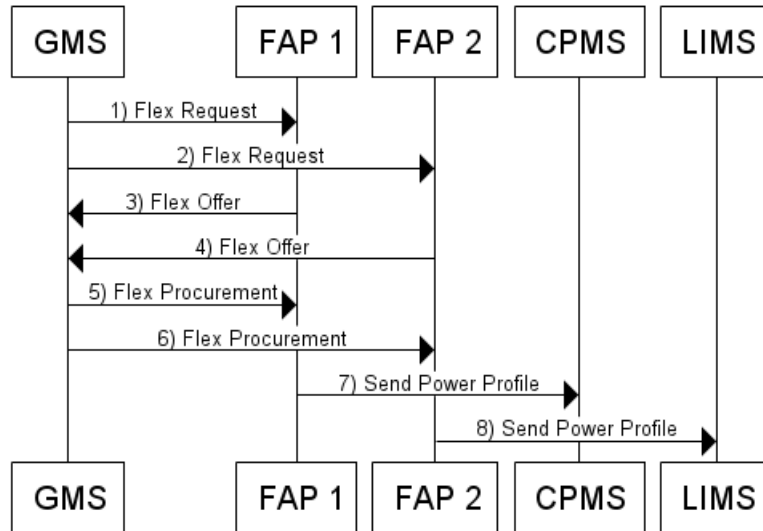 GMS FAP 1 FAP 2 CPMS LIMS
1) Flex Request
2) Flex Request
3) Flex Offer
4) Flex Offer
5) Flex Procurement
6) Flex Procurement
7) Send Power Profile
8) Send Power Profile
GMS FAP 1 FAP 2 CPMS LIMS